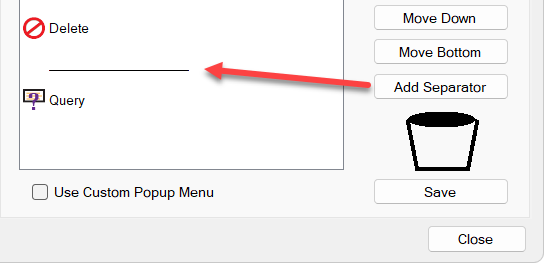 Move Down
Delete
Move Bottom
Add Separator
? Query
Use Custom Popup Menu
Save
Close